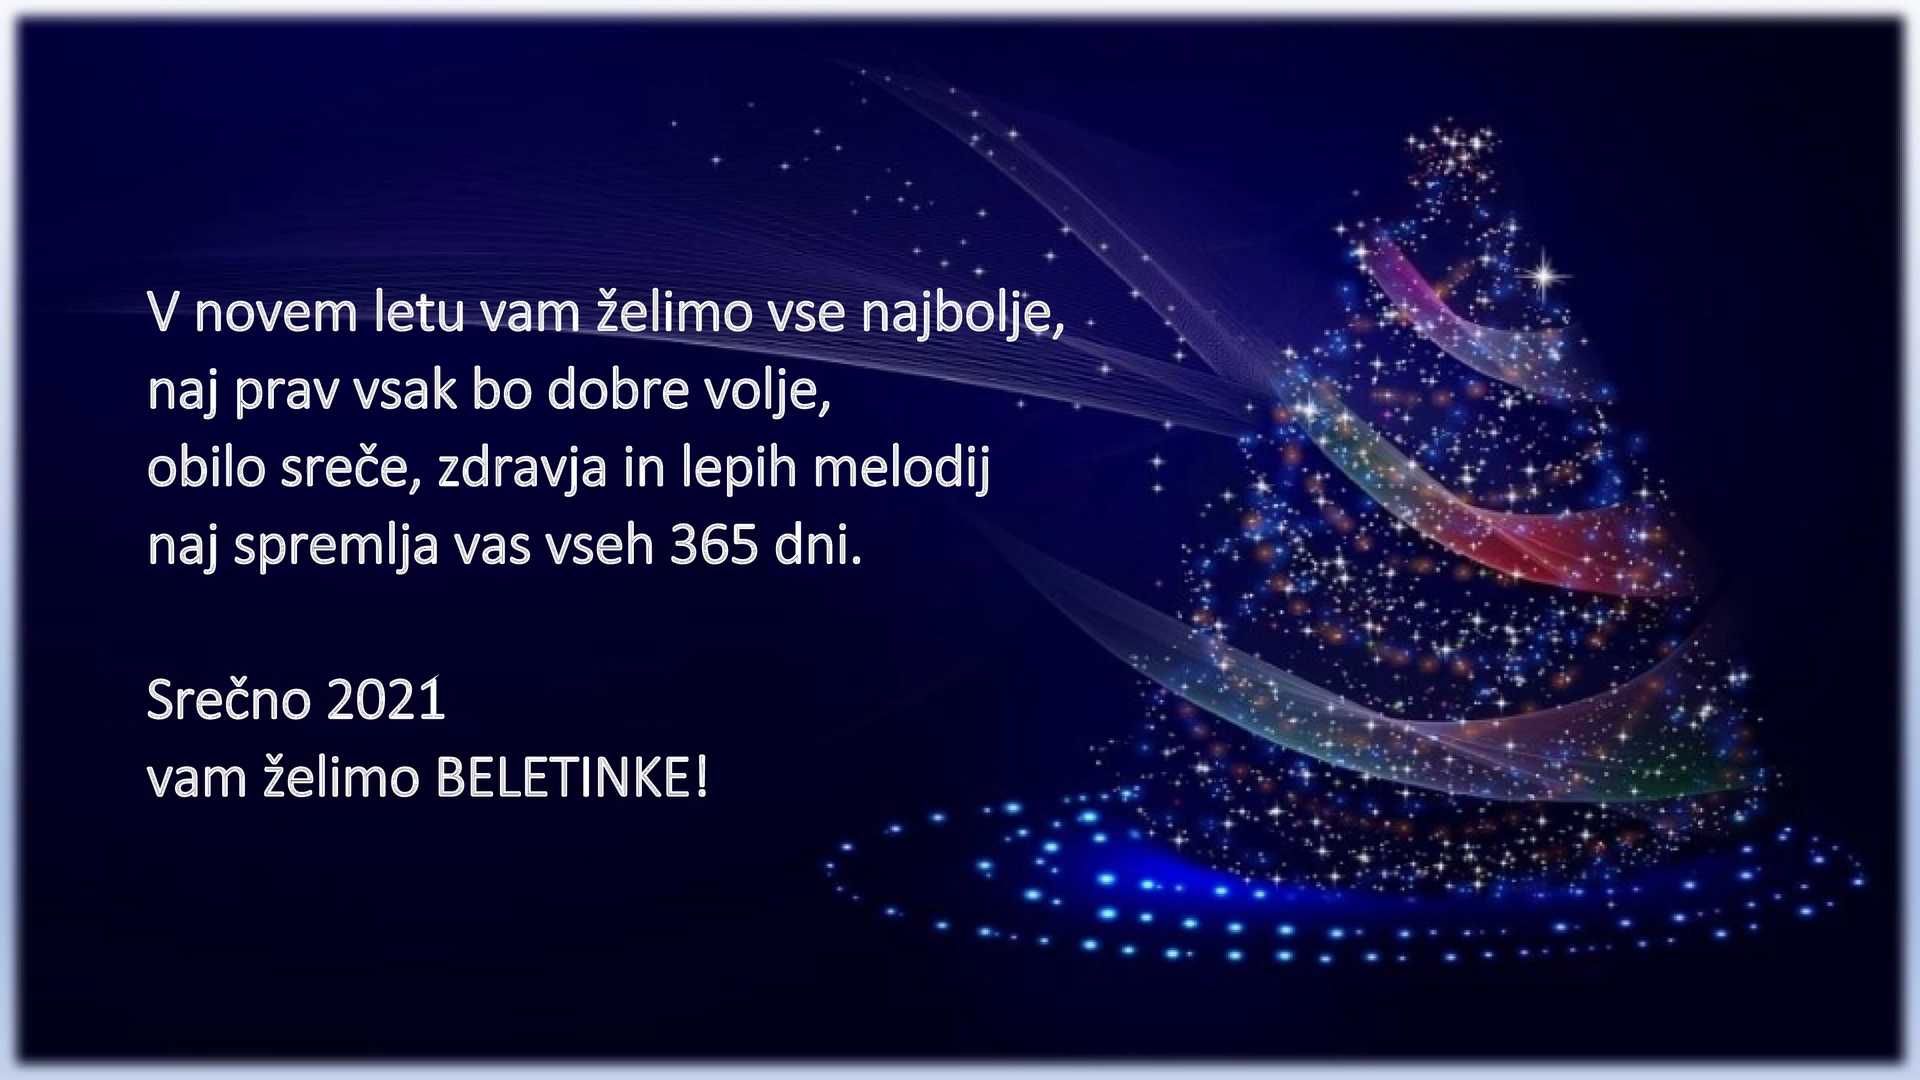 V novem letu vam želimo vse najbolje,
naj prav vsak bo dobre volje,
obilo sreče, zdravja in lepih melodij
naj spremlja vas vseh 365 dni.
Srečno 2021
vam želimo BELETINKE!